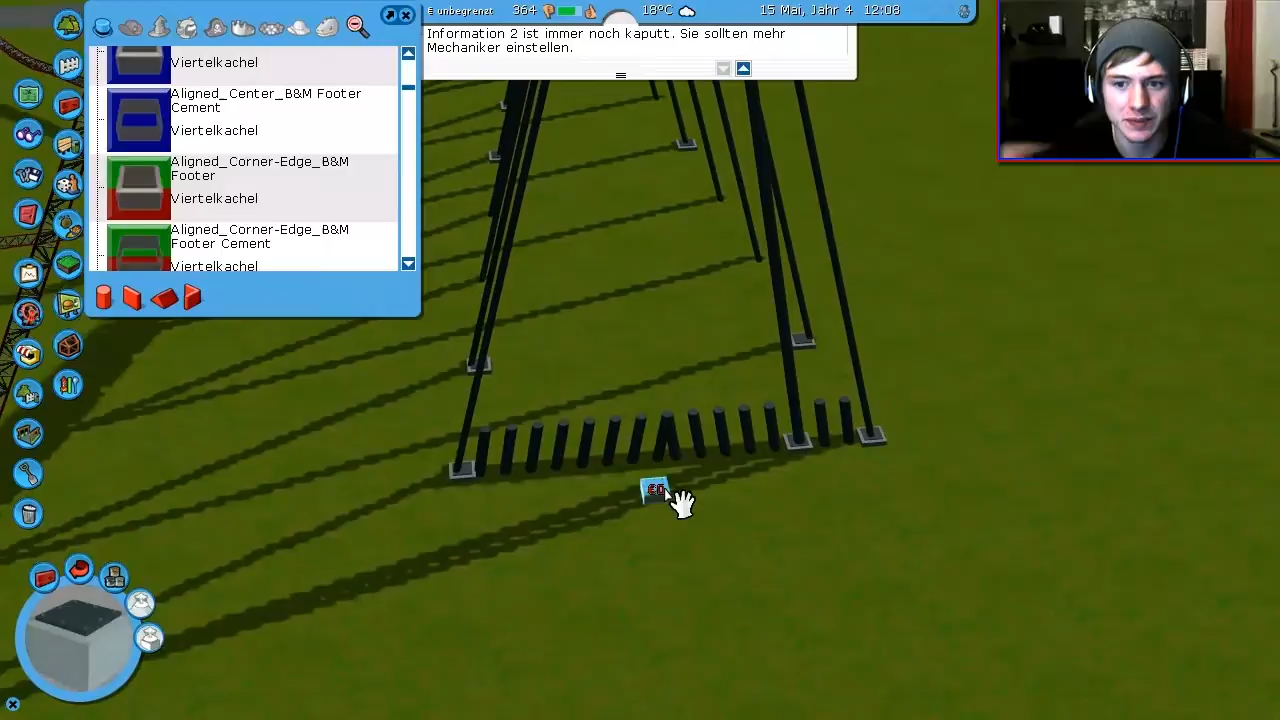 € unbegrenzt 364 18°C 15 Mai, Jahr 4 12:08
Information 2 ist immer noch kaputt. Sie sollten mehr
Mechaniker einstellen.
Viertelkachel
Aligned_Center_B&M Footer
Cement
Viertelkachel
Aligned_Corner-Edge_B&M
Footer
Viertelkachel
Aligned_Corner-Edge_B&M
Footer Cement
Viertelkachel
€0